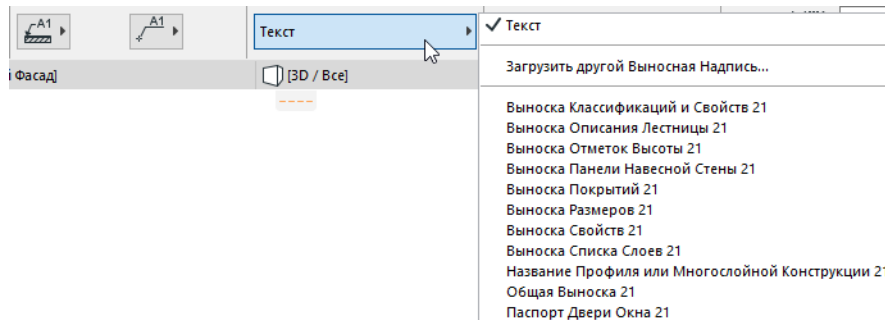 A1
A1
Текст
Текст
Загрузить другой Выносная Надпись...
й Фасад]
[3D / Все]
Выноска Классификаций и Свойств 21
Выноска Описания Лестницы 21
Выноска Отметок Высоты 21
Выноска Панели Навесной Стены 21
Выноска Покрытий 21
Выноска Размеров 21
Выноска Свойств 21
Выноска Списка Слоев 21
Название Профиля или Многослойной Конструкции 21
Общая Выноска 21
Паспорт Двери Окна 21